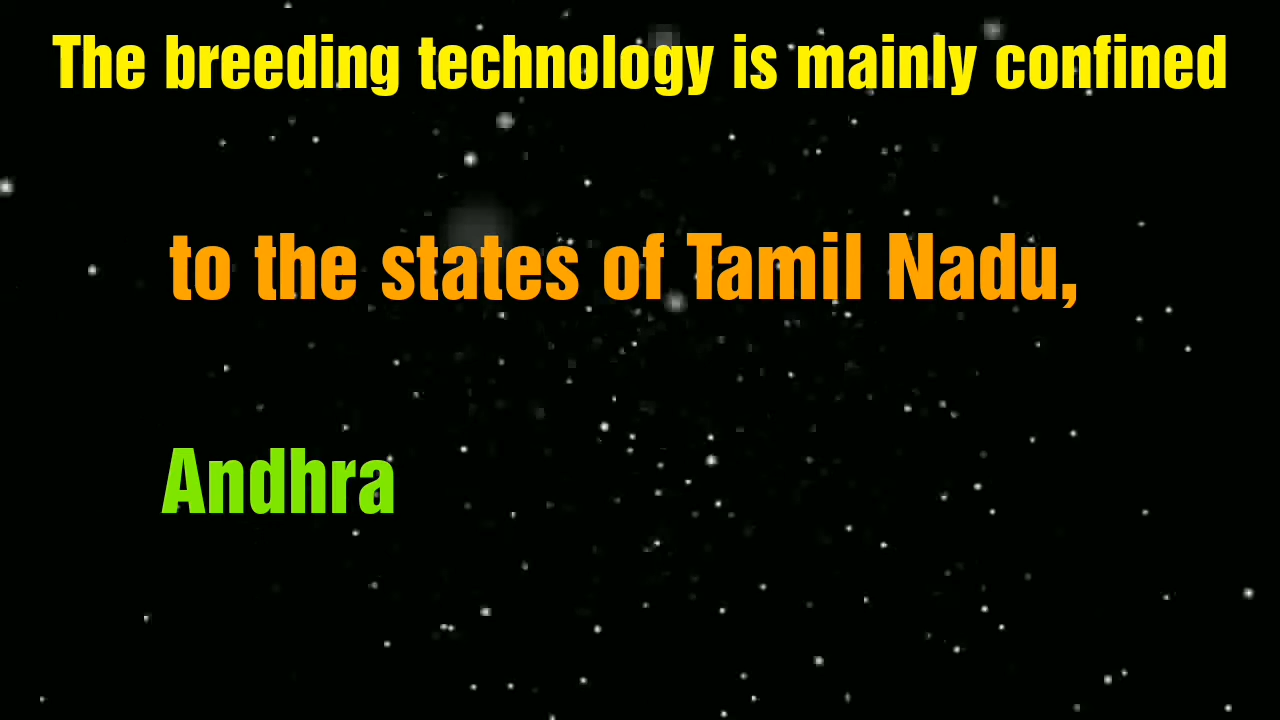 The breeding technology is mainly confined
to the states of Tamil Nadu,
Andhra